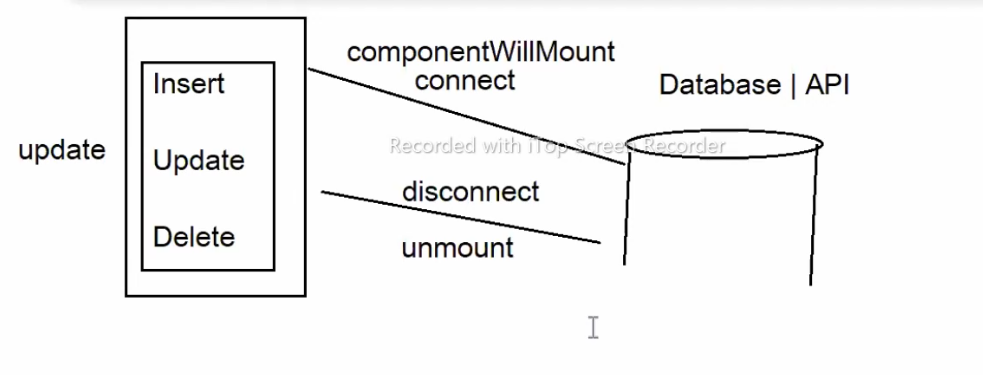 componentWillMount
connect
Database | API
Insert
update
Update
Delete
Recorded with iTop Screen Recorder
disconnect
unmount